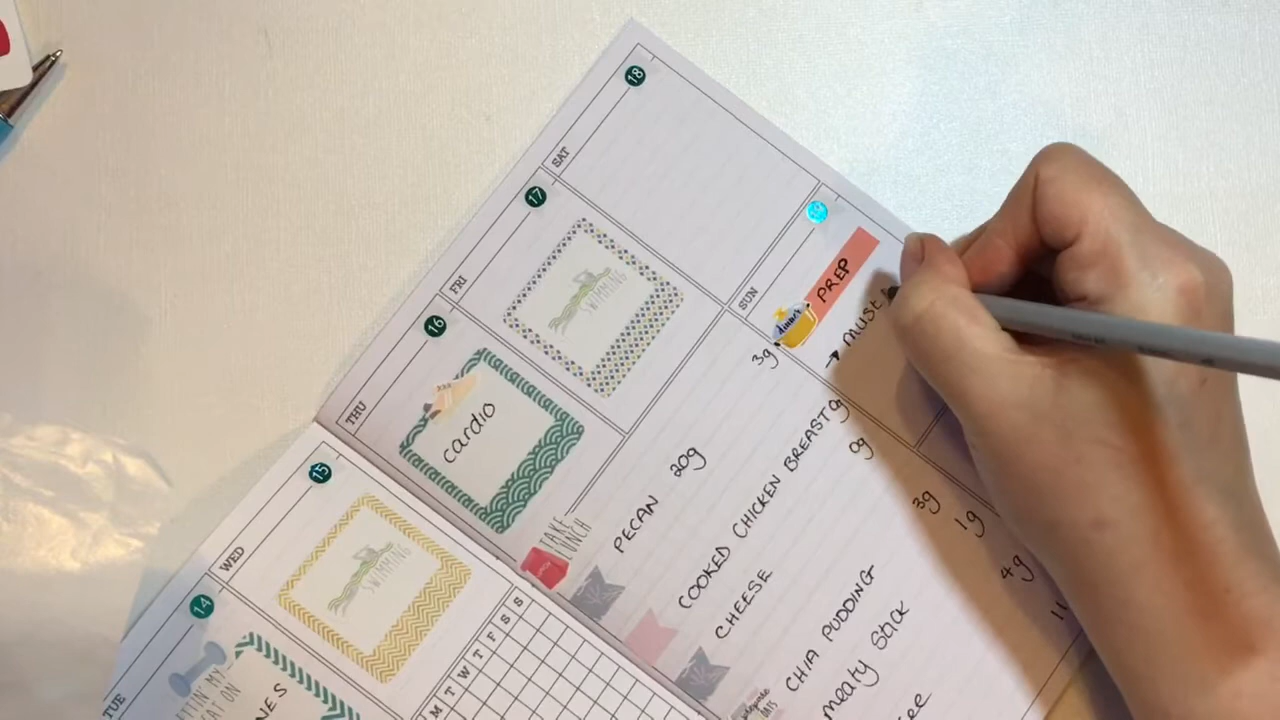 18
SAT
17
FRI
SWIMMING
16
THU
cardio
15
WED
SWIMMING
14
TUE
SUN
PREP
must
TAKE
LUNCH
3g
PECAN 20g
COOKED CHICKEN BREAST
0g
CHEESE
3g
1g
CHIA PUDDING
4g
meaty Stick
M T W T F S S